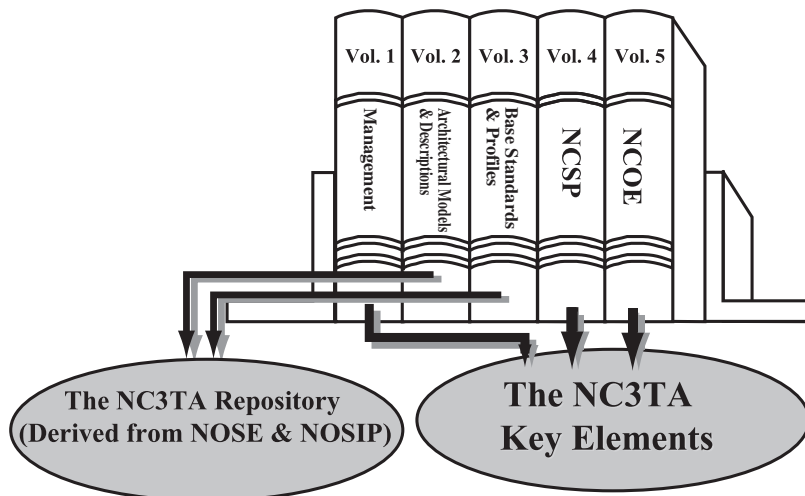 Vol. 1
Vol. 2
Vol. 3
Vol. 4
Vol. 5
Management
Architectural Models
& Descriptions
Base Standards
& Profiles
NCSP
NCOE
The NC3TA Repository
(Derived from NOSE & NOSIP)
The NC3TA
Key Elements